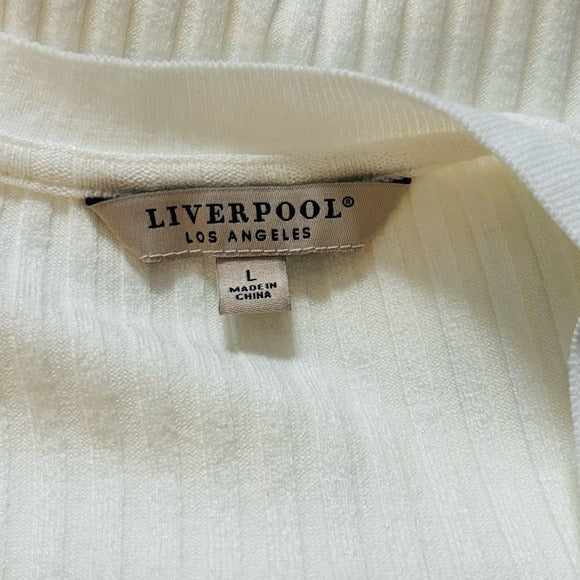 LIVERPOOL®
LOS ANGELES
L
MADE IN
CHINA